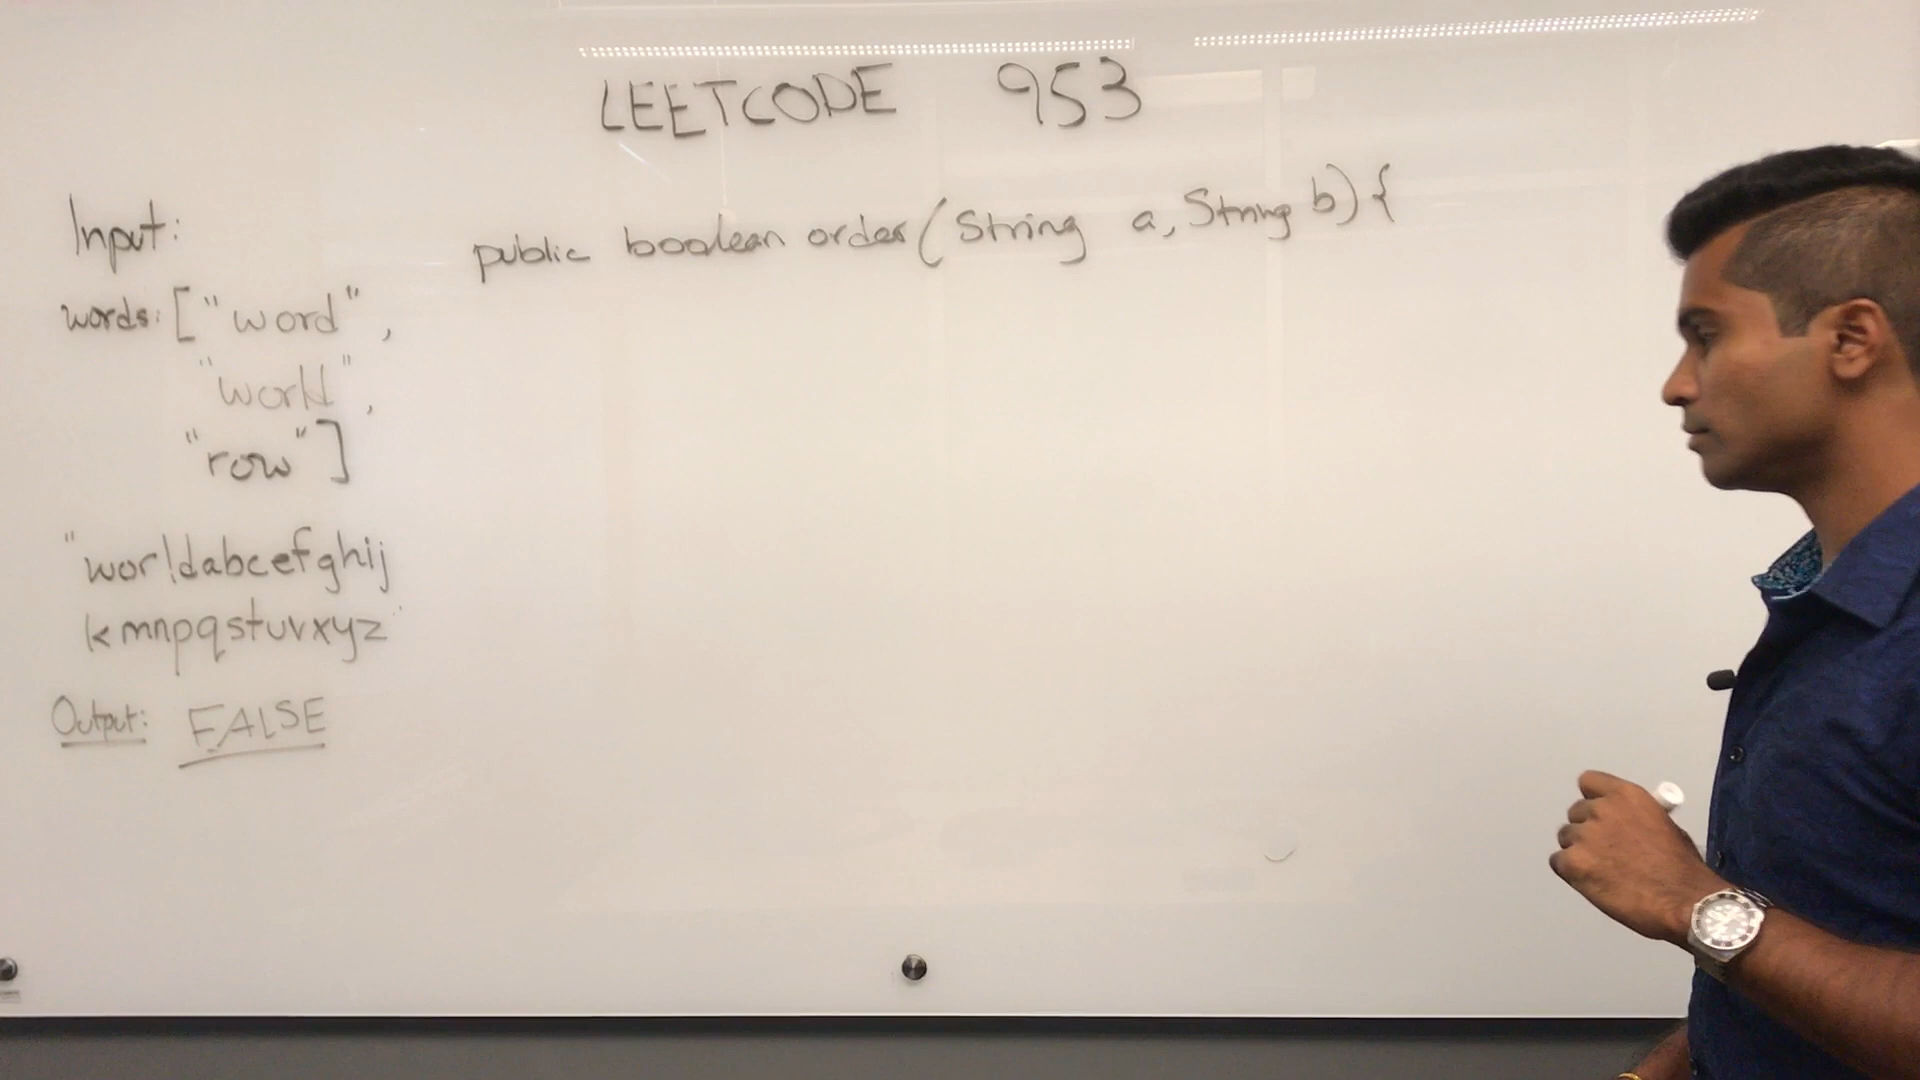 LEETCODE 953
Input:
words: ["word",
"world",
"row"]
"worldabcefghij
kmnpqstuvxyz"
Output: FALSE
public boolean order(String a, String b) {